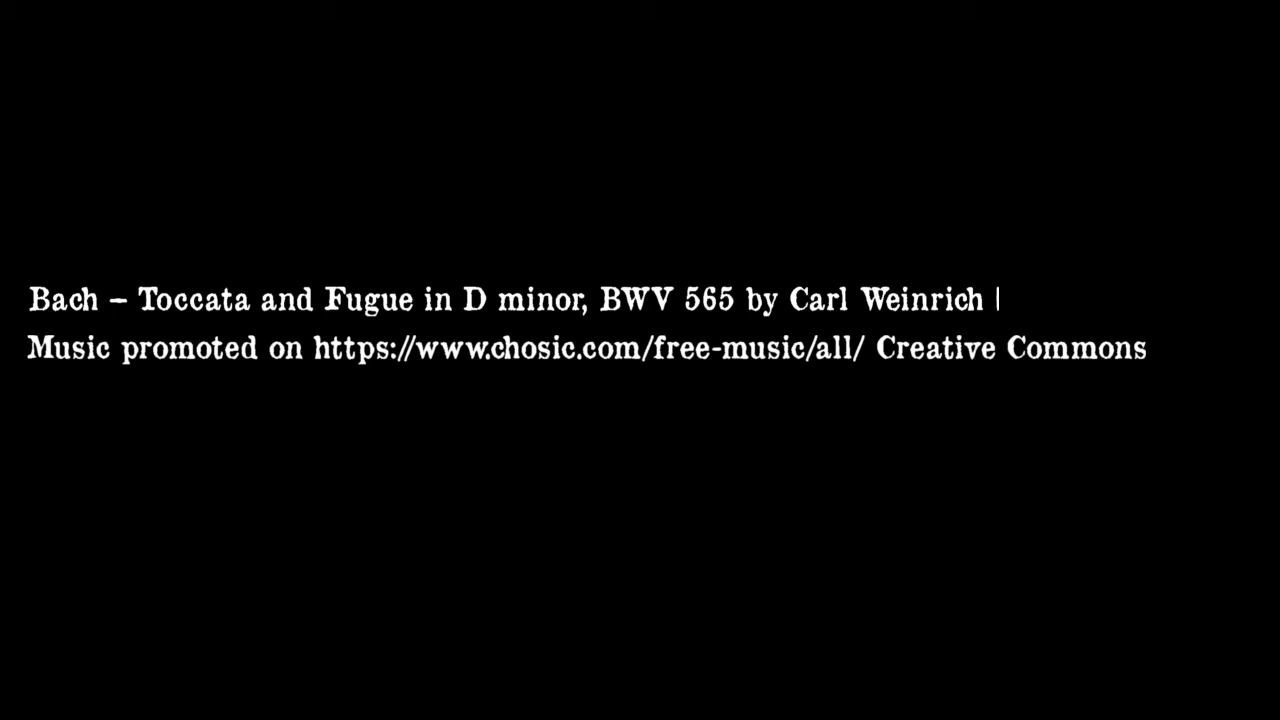 Bach – Toccata and Fugue in D minor, BWV 565 by Carl Weinrich |
Music promoted on https://www.chosic.com/free-music/all/ Creative Commons